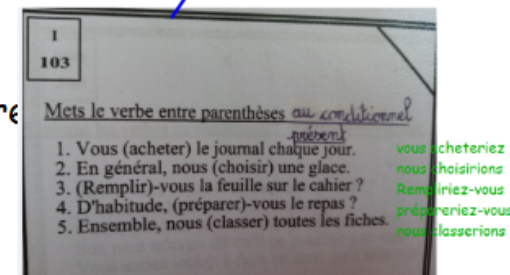 I
103
re
Mets le verbe entre parenthèses au conditionnel
présent
1. Vous (acheter) le journal chaque jour.
2. En général, nous (choisir) une glace.
3. (Remplir)-vous la feuille sur le cahier ?
4. D'habitude, (préparer)-vous le repas ?
5. Ensemble, nous (classer) toutes les fiches.
vous acheteriez
nous choisirions
Rempliriez-vous
prépareriez-vous
nous classerions